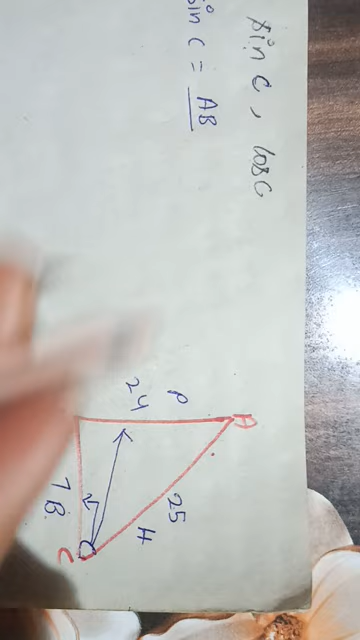 sin C, cos C
sin C = AB
A
24 P
25 H
7 B
C